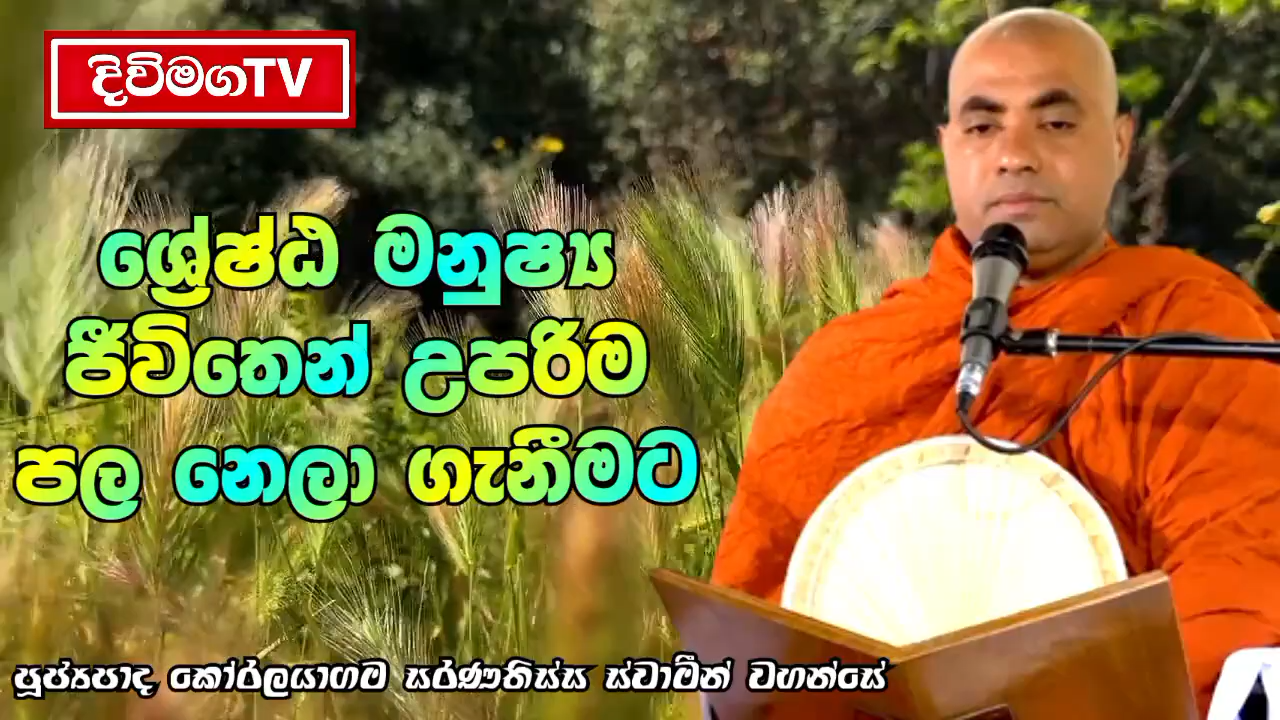 දිවිමගTV
ශ්‍රේෂ්ඨ මනුෂ්‍ය
ජීවිතෙන් උපරිම
පල නෙලා ගැනීමට
පූජ්‍යපාද කෝරලයාගම සරණතිස්ස ස්වාමීන් වහන්සේ